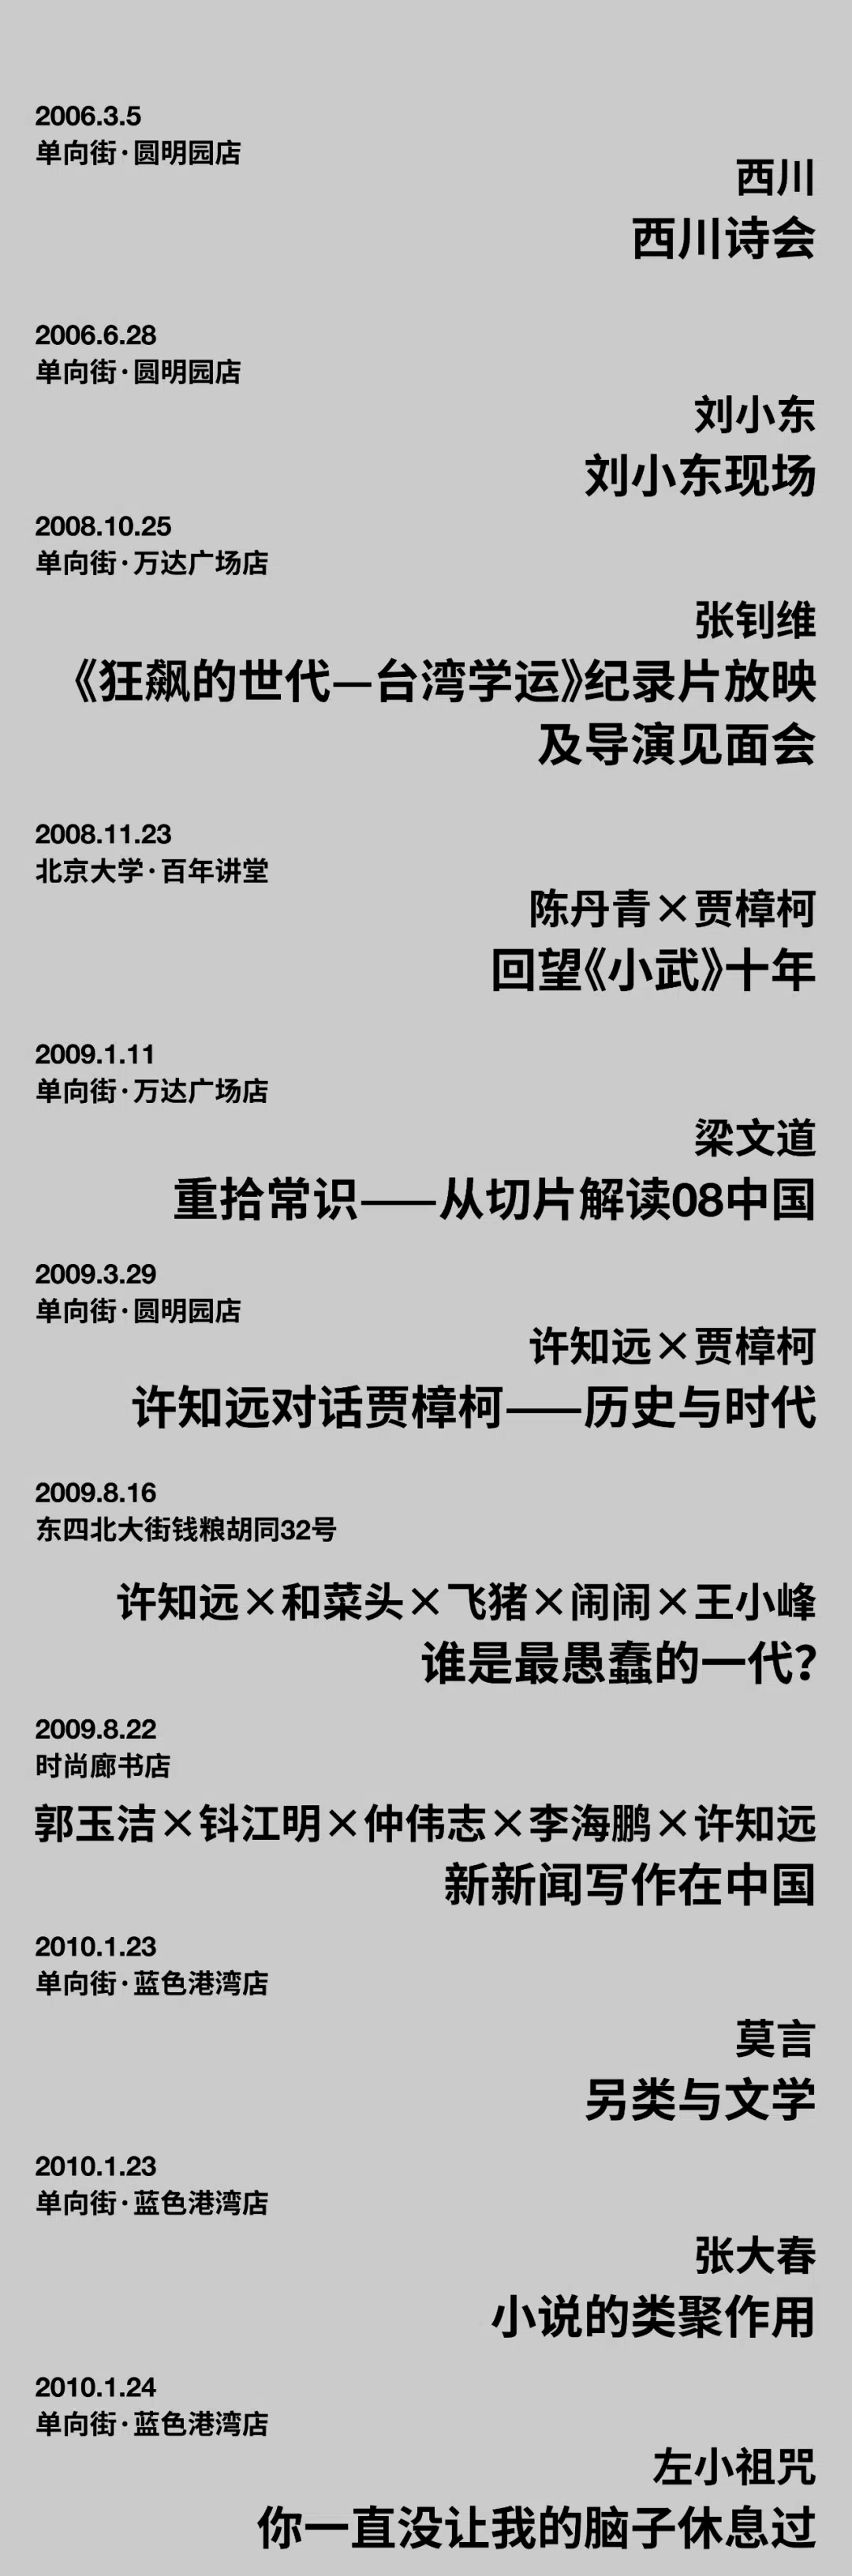 2006.3.5
单向街·圆明园店
西川
西川诗会
2006.6.28
单向街·圆明园店
刘小东
刘小东现场
2008.10.25
单向街·万达广场店
张钊维
《狂飙的世代—台湾学运》纪录片放映
及导演见面会
2008.11.23
北京大学·百年讲堂
陈丹青×贾樟柯
回望《小武》十年
2009.1.11
单向街·万达广场店
梁文道
重拾常识——从切片解读08中国
2009.3.29
单向街·圆明园店
许知远×贾樟柯
许知远对话贾樟柯——历史与时代
2009.8.16
东四北大街钱粮胡同32号
许知远×和菜头×飞猪×闹闹×王小峰
谁是最愚蠢的一代？
2009.8.22
时尚廊书店
郭玉洁×钭江明×仲伟志×李海鹏×许知远
新新闻写作在中国
2010.1.23
单向街·蓝色港湾店
莫言
另类与文学
2010.1.23
单向街·蓝色港湾店
张大春
小说的类聚作用
2010.1.24
单向街·蓝色港湾店
左小祖咒
你一直没让我的脑子休息过